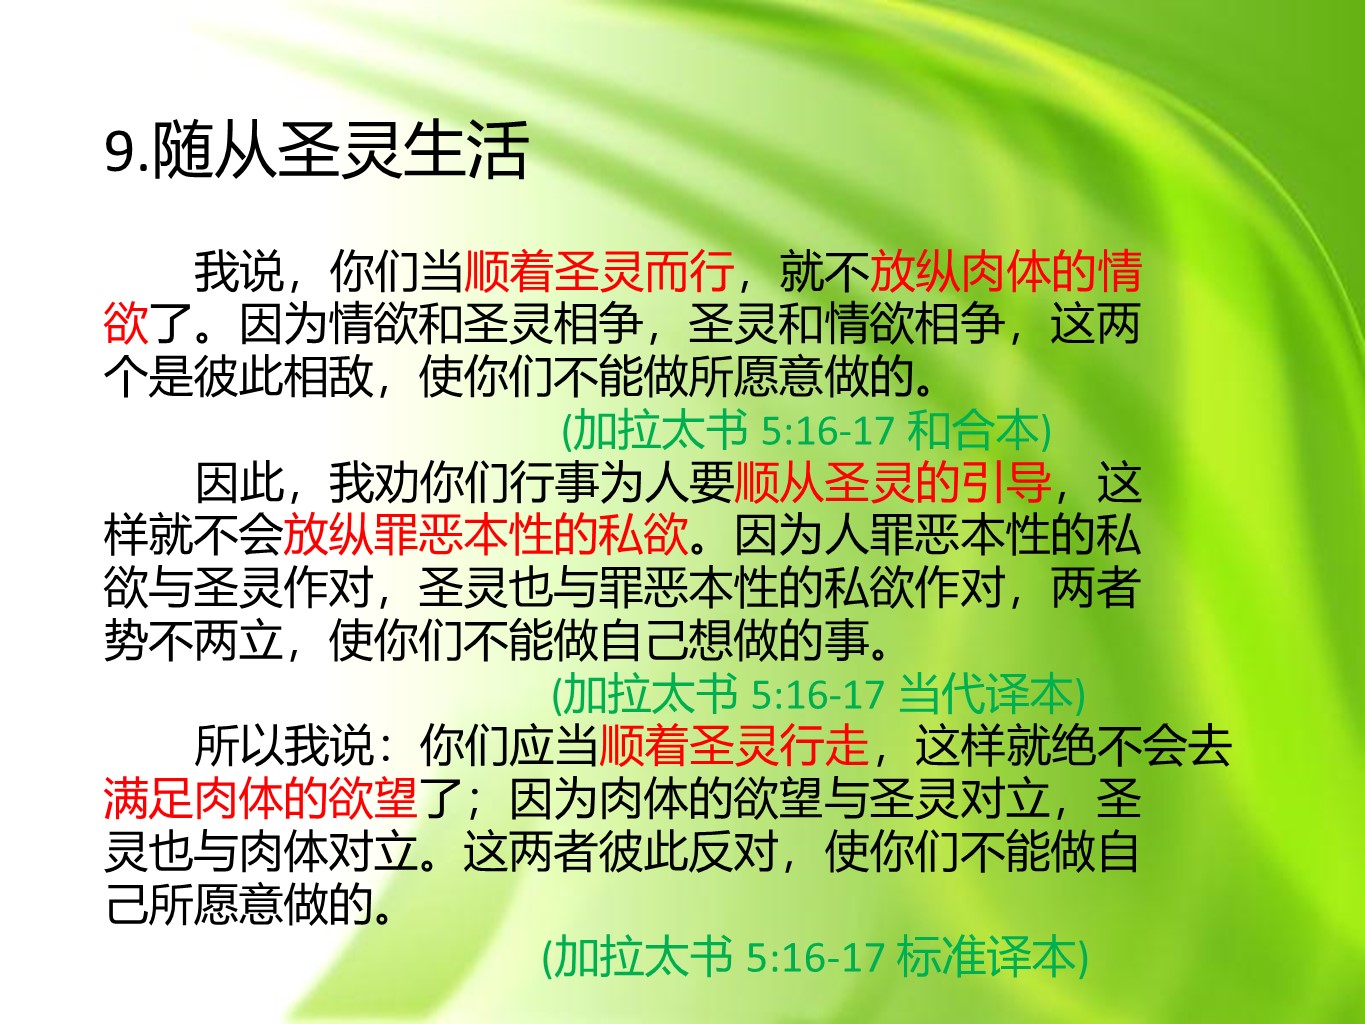 9.随从圣灵生活
我说，你们当顺着圣灵而行，就不放纵肉体的情
欲了。因为情欲和圣灵相争，圣灵和情欲相争，这两
个是彼此相敌，使你们不能做所愿意做的。
(加拉太书 5:16-17 和合本)
因此，我劝你们行事为人要顺从圣灵的引导，这
样就不会放纵罪恶本性的私欲。因为人罪恶本性的私
欲与圣灵作对，圣灵也与罪恶本性的私欲作对，两者
势不两立，使你们不能做自己想做的事。
(加拉太书 5:16-17 当代译本)
所以我说：你们应当顺着圣灵行走，这样就绝不会去
满足肉体的欲望了；因为肉体的欲望与圣灵对立，圣
灵也与肉体对立。这两者彼此反对，使你们不能做自
己所愿意做的。
(加拉太书 5:16-17 标准译本)